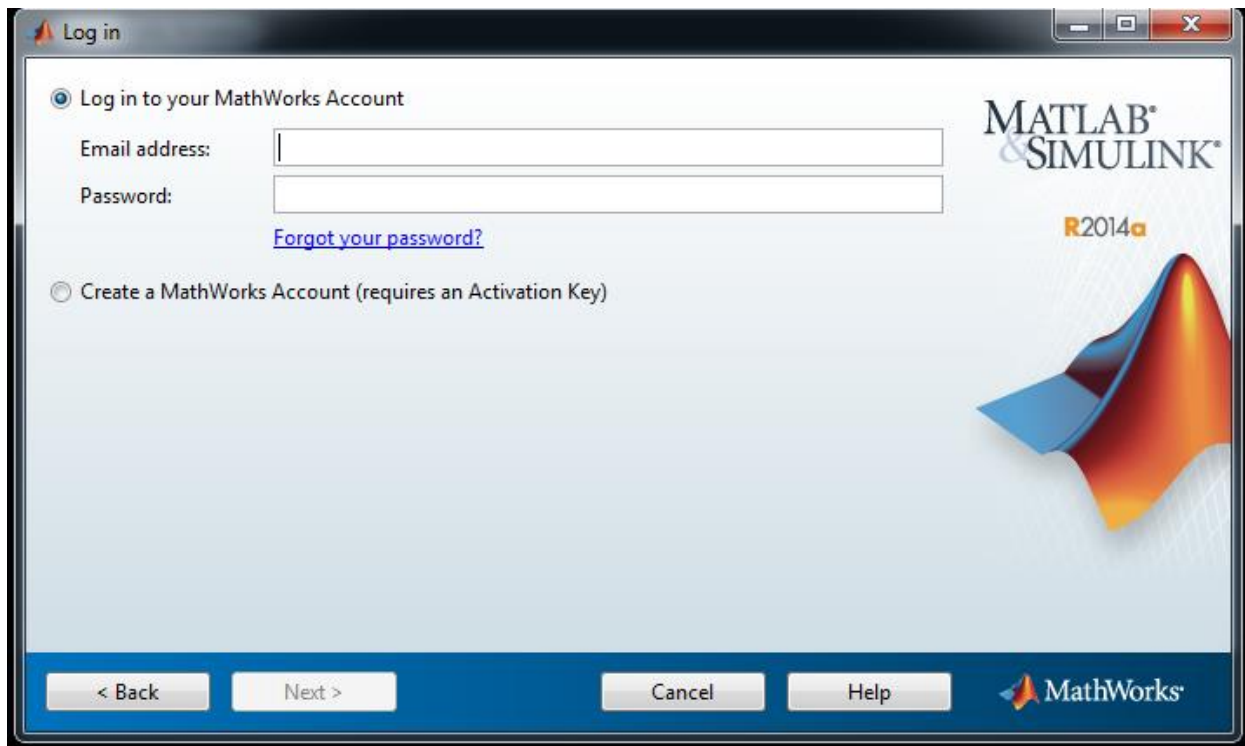 Log in
Log in to your MathWorks Account
Email address:
Password:
Forgot your password?
Create a MathWorks Account (requires an Activation Key)
MATLAB®
&SIMULINK®
R2014a
< Back
Next >
Cancel
Help
MathWorks®